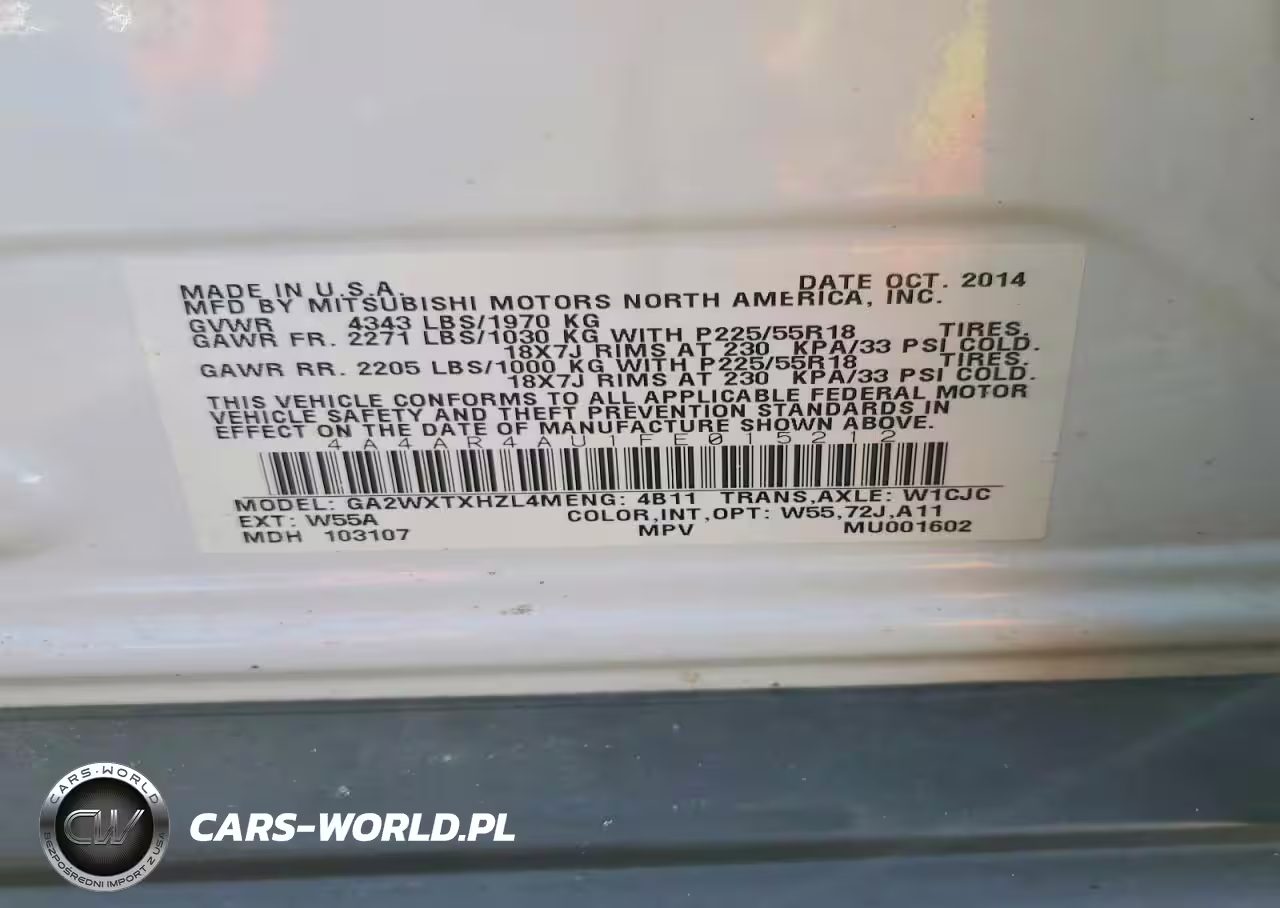 MADE IN U.S.A. DATE OCT. 2014
MFD BY MITSUBISHI MOTORS NORTH AMERICA, INC.
GVWR 4343 LBS/1970 KG
GAWR FR. 2271 LBS/1030 KG WITH P225/55R18 TIRES.
18X7J RIMS AT 230 KPA/33 PSI COLD.
GAWR RR. 2205 LBS/1000 KG WITH P225/55R18 TIRES.
18X7J RIMS AT 230 KPA/33 PSI COLD.
THIS VEHICLE CONFORMS TO ALL APPLICABLE FEDERAL MOTOR
VEHICLE SAFETY AND THEFT PREVENTION STANDARDS IN
EFFECT ON THE DATE OF MANUFACTURE SHOWN ABOVE.
4A4AR4AU1FE015212
MODEL: GA2WXTXHZL4MENG: 4B11 TRANS,AXLE: W1CJC
EXT: W55A COLOR,INT,OPT: W55,72J,A11
MDH 103107 MPV MU001602
CARS-WORLD
CW
BEZPOŚREDNI IMPORT Z USA
CARS-WORLD.PL